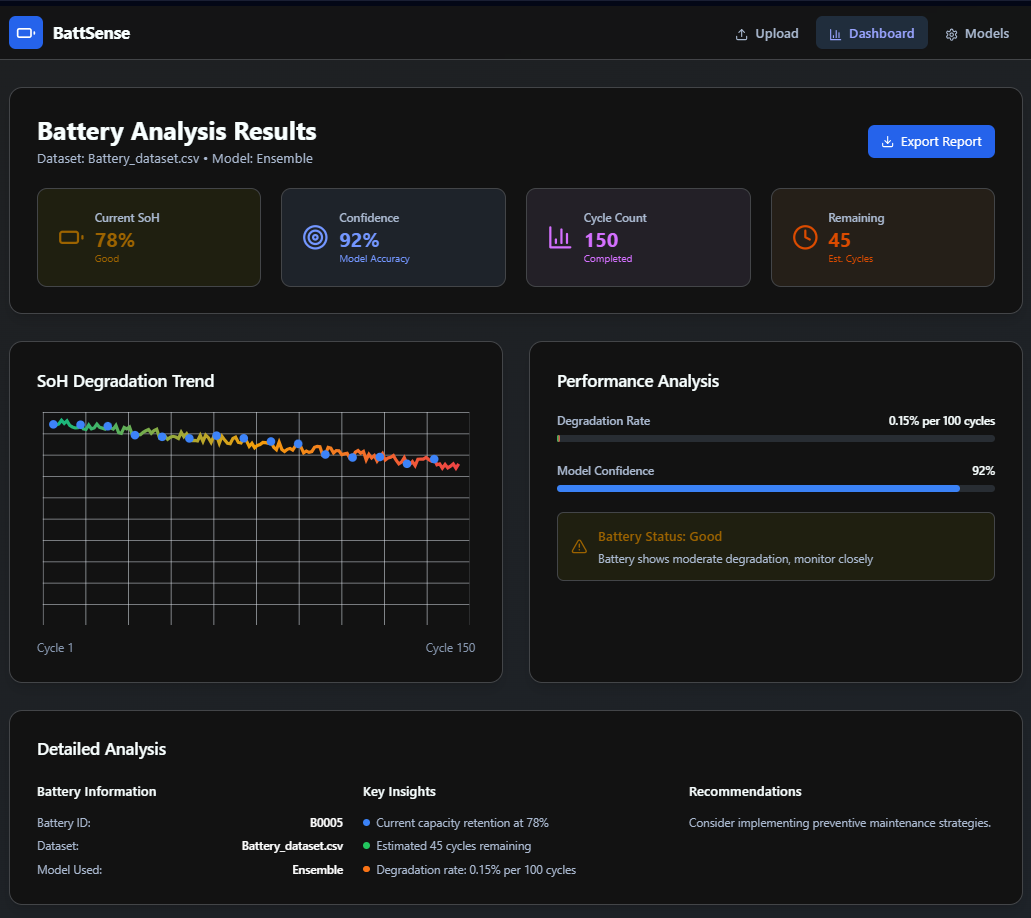 BattSense
Upload
Dashboard
Models
Battery Analysis Results
Dataset: Battery_dataset.csv • Model: Ensemble
Export Report
Current SoH
78%
Good
Confidence
92%
Model Accuracy
Cycle Count
150
Completed
Remaining
45
Est. Cycles
SoH Degradation Trend
Cycle 1
Cycle 150
Performance Analysis
Degradation Rate
0.15% per 100 cycles
Model Confidence
92%
Battery Status: Good
Battery shows moderate degradation, monitor closely
Detailed Analysis
Battery Information
Battery ID:
B0005
Dataset:
Battery_dataset.csv
Model Used:
Ensemble
Key Insights
Current capacity retention at 78%
Estimated 45 cycles remaining
Degradation rate: 0.15% per 100 cycles
Recommendations
Consider implementing preventive maintenance strategies.